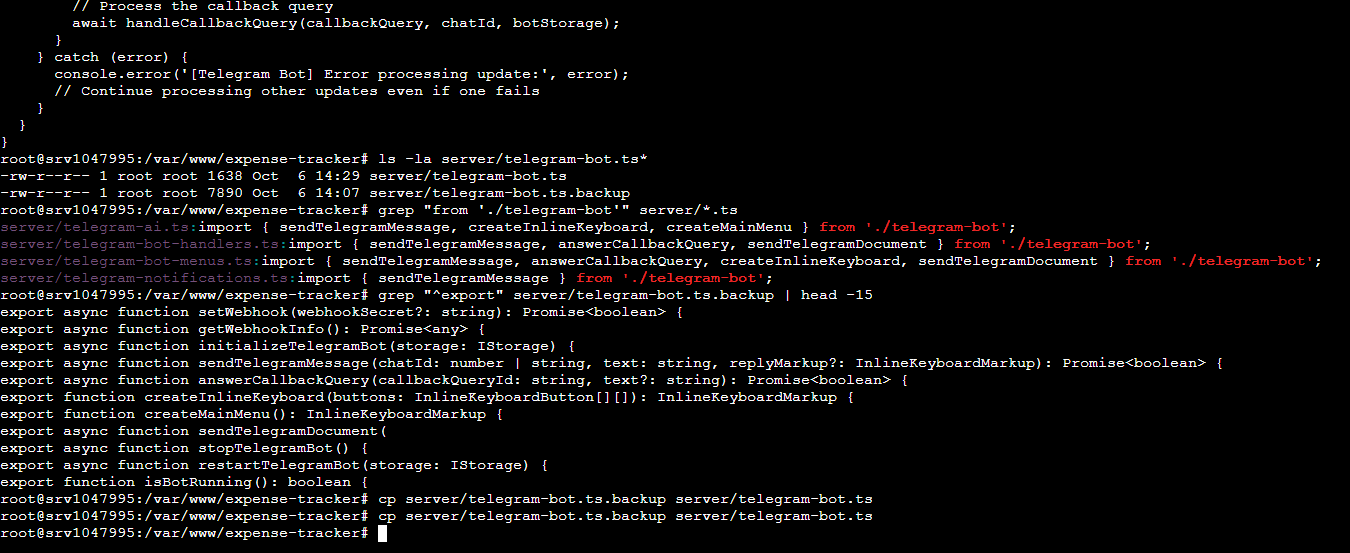 // Process the callback query
await handleCallbackQuery(callbackQuery, chatId, botStorage);
}
} catch (error) {
console.error('[Telegram Bot] Error processing update:', error);
// Continue processing other updates even if one fails
}
}
}
root@srv1047995:/var/www/expense-tracker# ls -la server/telegram-bot.ts*
-rw-r--r-- 1 root root 1638 Oct  6 14:29 server/telegram-bot.ts
-rw-r--r-- 1 root root 7890 Oct  6 14:07 server/telegram-bot.ts.backup
root@srv1047995:/var/www/expense-tracker# grep "from './telegram-bot'" server/*.ts
server/telegram-ai.ts:import { sendTelegramMessage, createInlineKeyboard, createMainMenu } from './telegram-bot';
server/telegram-bot-handlers.ts:import { sendTelegramMessage, answerCallbackQuery, sendTelegramDocument } from './telegram-bot';
server/telegram-bot-menus.ts:import { sendTelegramMessage, answerCallbackQuery, createInlineKeyboard, sendTelegramDocument } from './telegram-bot';
server/telegram-notifications.ts:import { sendTelegramMessage } from './telegram-bot';
root@srv1047995:/var/www/expense-tracker# grep "^export" server/telegram-bot.ts.backup | head -15
export async function setWebhook(webhookSecret?: string): Promise<boolean> {
export async function getWebhookInfo(): Promise<any> {
export async function initializeTelegramBot(storage: IStorage) {
export async function sendTelegramMessage(chatId: number | string, text: string, replyMarkup?: InlineKeyboardMarkup): Promise<boolean> {
export async function answerCallbackQuery(callbackQueryId: string, text?: string): Promise<boolean> {
export function createInlineKeyboard(buttons: InlineKeyboardButton[][]): InlineKeyboardMarkup {
export function createMainMenu(): InlineKeyboardMarkup {
export async function sendTelegramDocument(
export async function stopTelegramBot() {
export async function restartTelegramBot(storage: IStorage) {
export function isBotRunning(): boolean {
root@srv1047995:/var/www/expense-tracker# cp server/telegram-bot.ts.backup server/telegram-bot.ts
root@srv1047995:/var/www/expense-tracker# cp server/telegram-bot.ts.backup server/telegram-bot.ts
root@srv1047995:/var/www/expense-tracker#